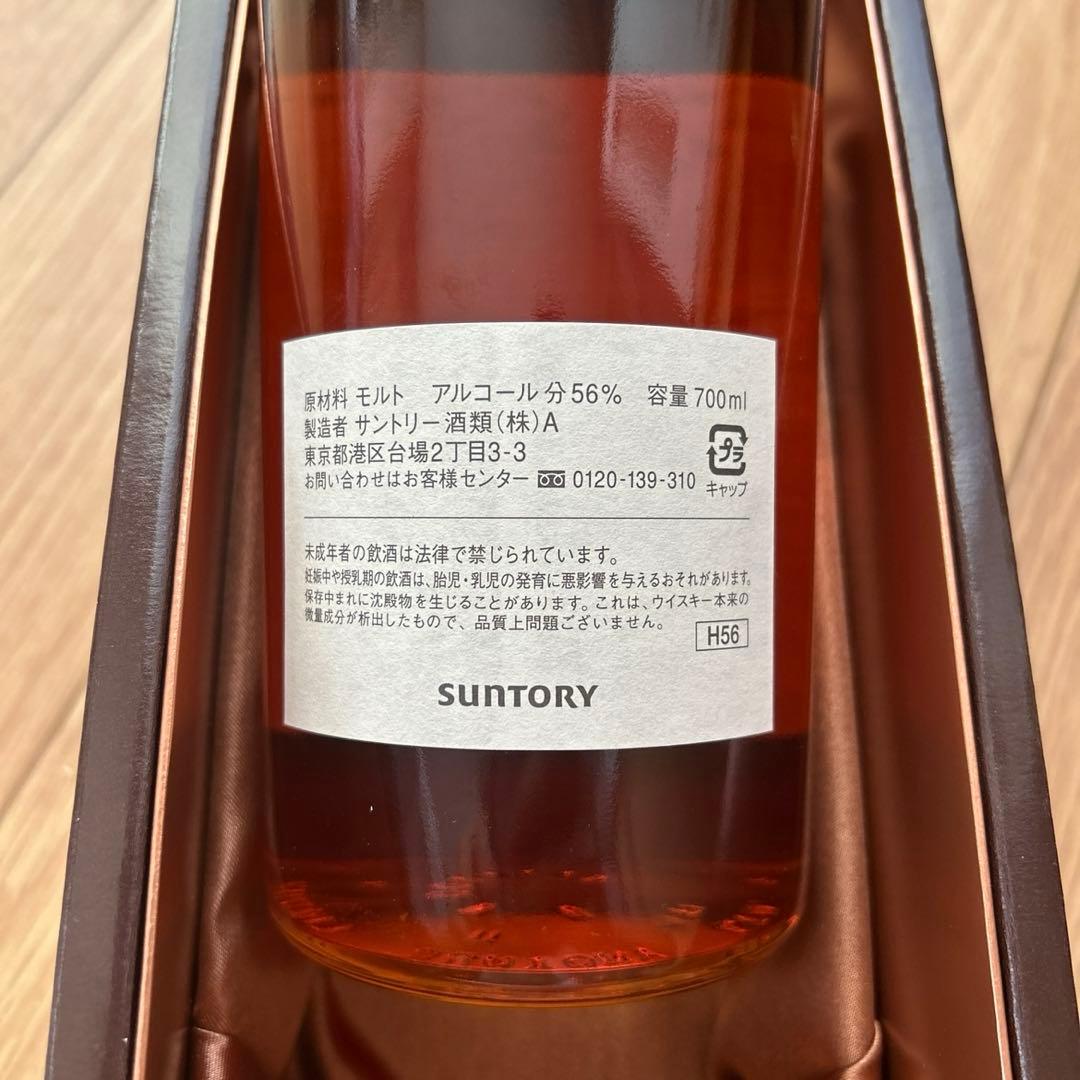 原材料 モルト アルコール分56% 容量700ml
製造者 サントリー酒類(株)A
東京都港区台場2丁目3-3
プラ
お問い合わせはお客様センター 0120-139-310 キャップ
未成年者の飲酒は法律で禁じられています。
妊娠中や授乳期の飲酒は、胎児・乳児の発育に悪影響を与えるおそれがあります。
保存中まれに沈殿物を生じることがあります。これは、ウイスキー本来の
微量成分が析出したもので、品質上問題ございません。
H56
SUNTORY